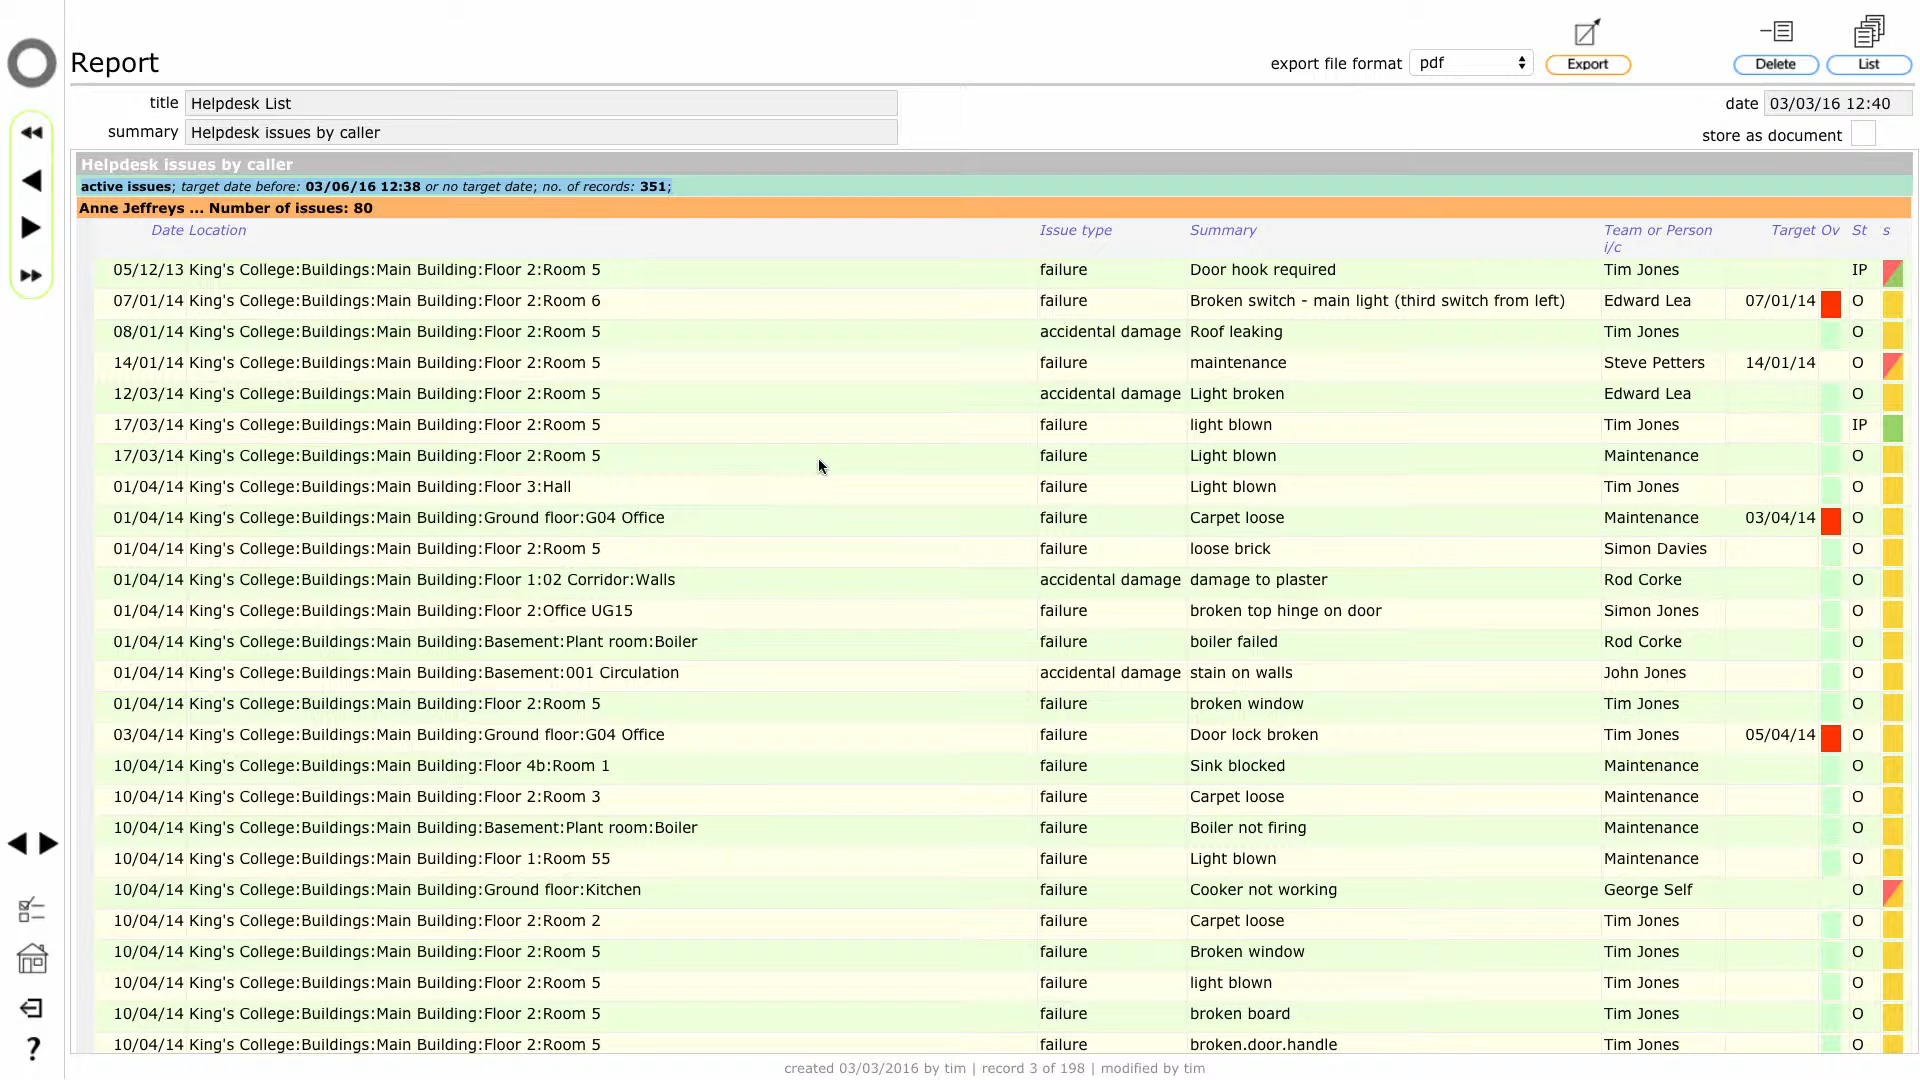 Report
export file format pdf Export Delete List
title Helpdesk List date 03/03/16 12:40
summary Helpdesk issues by caller store as document
Helpdesk issues by caller
active issues; target date before: 03/06/16 12:38 or no target date; no. of records: 351;
Anne Jeffreys ... Number of issues: 80
Date Location Issue type Summary Team or Person Target Ov St s
i/c
05/12/13 King's College:Buildings:Main Building:Floor 2:Room 5 failure Door hook required Tim Jones IP
07/01/14 King's College:Buildings:Main Building:Floor 2:Room 6 failure Broken switch - main light (third switch from left) Edward Lea 07/01/14 O
08/01/14 King's College:Buildings:Main Building:Floor 2:Room 5 accidental damage Roof leaking Tim Jones O
14/01/14 King's College:Buildings:Main Building:Floor 2:Room 5 failure maintenance Steve Petters 14/01/14 O
12/03/14 King's College:Buildings:Main Building:Floor 2:Room 5 accidental damage Light broken Edward Lea O
17/03/14 King's College:Buildings:Main Building:Floor 2:Room 5 failure light blown Tim Jones IP
17/03/14 King's College:Buildings:Main Building:Floor 2:Room 5 failure Light blown Maintenance O
01/04/14 King's College:Buildings:Main Building:Floor 3:Hall failure Light blown Tim Jones O
01/04/14 King's College:Buildings:Main Building:Ground floor:G04 Office failure Carpet loose Maintenance 03/04/14 O
01/04/14 King's College:Buildings:Main Building:Floor 2:Room 5 failure loose brick Simon Davies O
01/04/14 King's College:Buildings:Main Building:Floor 1:02 Corridor:Walls accidental damage damage to plaster Rod Corke O
01/04/14 King's College:Buildings:Main Building:Floor 2:Office UG15 failure broken top hinge on door Simon Jones O
01/04/14 King's College:Buildings:Main Building:Basement:Plant room:Boiler failure boiler failed Rod Corke O
01/04/14 King's College:Buildings:Main Building:Basement:001 Circulation accidental damage stain on walls John Jones O
01/04/14 King's College:Buildings:Main Building:Floor 2:Room 5 failure broken window Tim Jones O
03/04/14 King's College:Buildings:Main Building:Ground floor:G04 Office failure Door lock broken Tim Jones 05/04/14 O
10/04/14 King's College:Buildings:Main Building:Floor 4b:Room 1 failure Sink blocked Maintenance O
10/04/14 King's College:Buildings:Main Building:Floor 2:Room 3 failure Carpet loose Maintenance O
10/04/14 King's College:Buildings:Main Building:Basement:Plant room:Boiler failure Boiler not firing Maintenance O
10/04/14 King's College:Buildings:Main Building:Floor 1:Room 55 failure Light blown Maintenance O
10/04/14 King's College:Buildings:Main Building:Ground floor:Kitchen failure Cooker not working George Self O
10/04/14 King's College:Buildings:Main Building:Floor 2:Room 2 failure Carpet loose Tim Jones O
10/04/14 King's College:Buildings:Main Building:Floor 2:Room 5 failure Broken window Tim Jones O
10/04/14 King's College:Buildings:Main Building:Floor 2:Room 5 failure light blown Tim Jones O
10/04/14 King's College:Buildings:Main Building:Floor 2:Room 5 failure broken board Tim Jones O
10/04/14 King's College:Buildings:Main Building:Floor 2:Room 5 failure broken.door.handle Tim Jones O
?
created 03/03/2016 by tim | record 3 of 198 | modified by tim